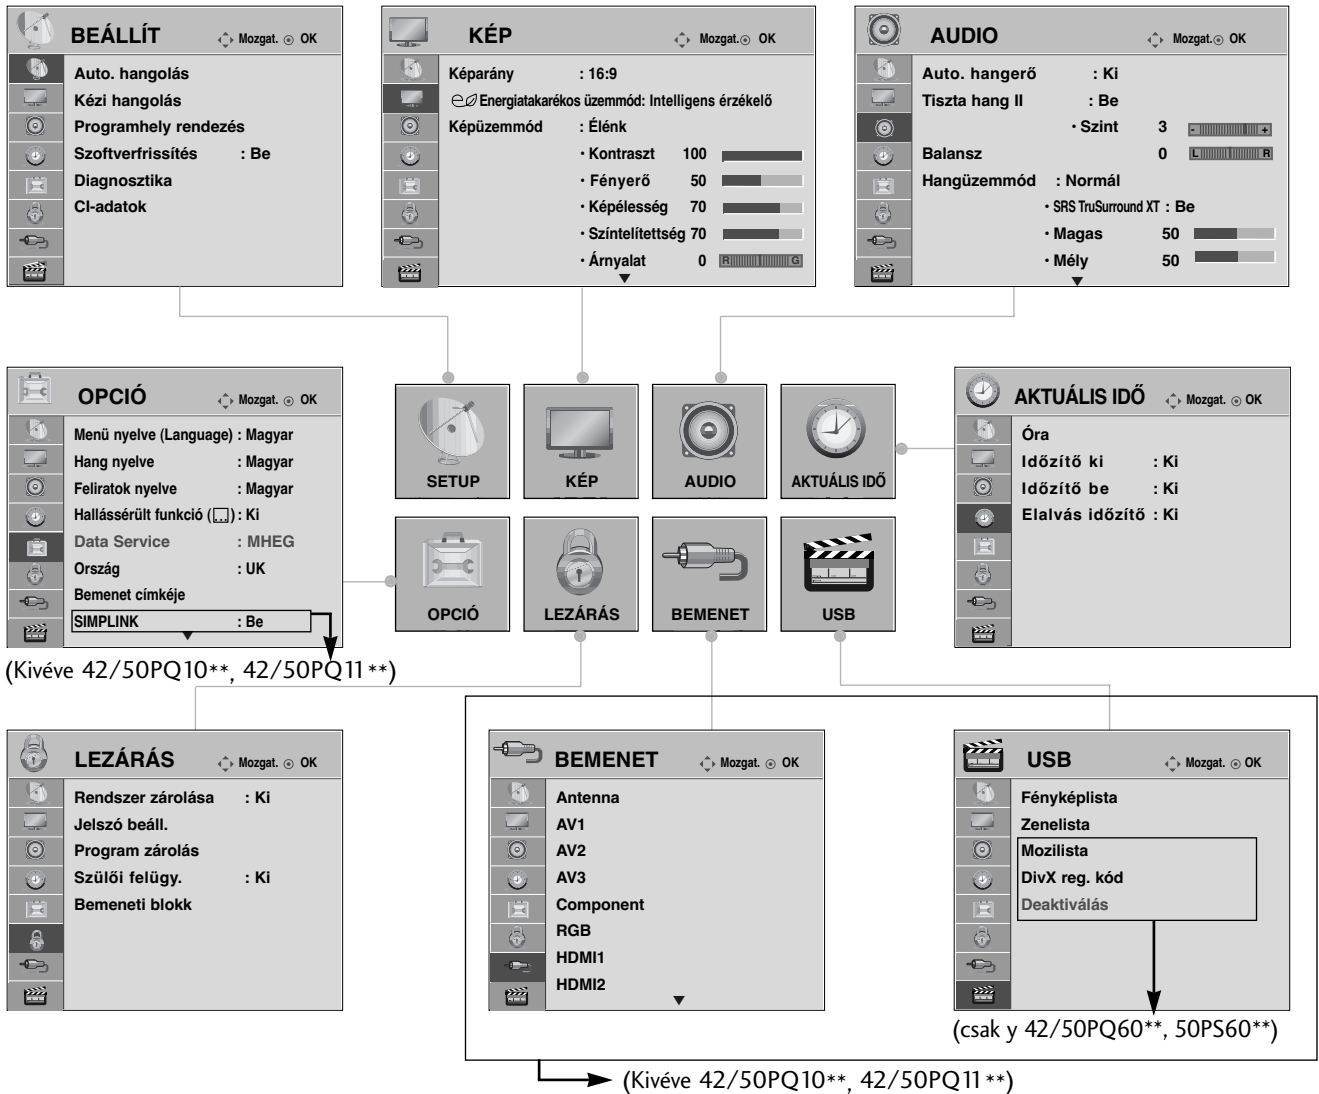 BEÁLLÍT Mozgat. OK
Auto. hangolás
Kézi hangolás
Programhely rendezés
Szoftverfrissítés : Be
Diagnosztika
CI-adatok
KÉP Mozgat. OK
Képarány : 16:9
Energiatakarékos üzemmód: Intelligens érzékelő
Képüzemmód : Élénk
• Kontraszt 100
• Fényerő 50
• Képélesség 70
• Színtelítettség 70
• Árnyalat 0 R G
AUDIO Mozgat. OK
Auto. hangerő : Ki
Tiszta hang II : Be
• Szint 3 - +
Balansz 0 L R
Hangüzemmód : Normál
• SRS TruSurround XT : Be
• Magas 50
• Mély 50
OPCIÓ Mozgat. OK
Menü nyelve (Language) : Magyar
Hang nyelve : Magyar
Feliratok nyelve : Magyar
Hallássérült funkció ( ) : Ki
Data Service : MHEG
Ország : UK
Bemenet címkéje
SIMPLINK : Be
(Kivéve 42/50PQ10**, 42/50PQ11**)
SETUP
KÉP
AUDIO
AKTUÁLIS IDŐ
OPCIÓ
LEZÁRÁS
BEMENET
USB
AKTUÁLIS IDŐ Mozgat. OK
Óra
Időzítő ki : Ki
Időzítő be : Ki
Elalvás időzítő : Ki
LEZÁRÁS Mozgat. OK
Rendszer zárolása : Ki
Jelszó beáll.
Program zárolás
Szülői felügy. : Ki
Bemeneti blokk
BEMENET Mozgat. OK
Antenna
AV1
AV2
AV3
Component
RGB
HDMI1
HDMI2
USB Mozgat. OK
Fényképlista
Zenelista
Mozilista
DivX reg. kód
Deaktiválás
(csak y 42/50PQ60**, 50PS60**)
(Kivéve 42/50PQ10**, 42/50PQ11**)